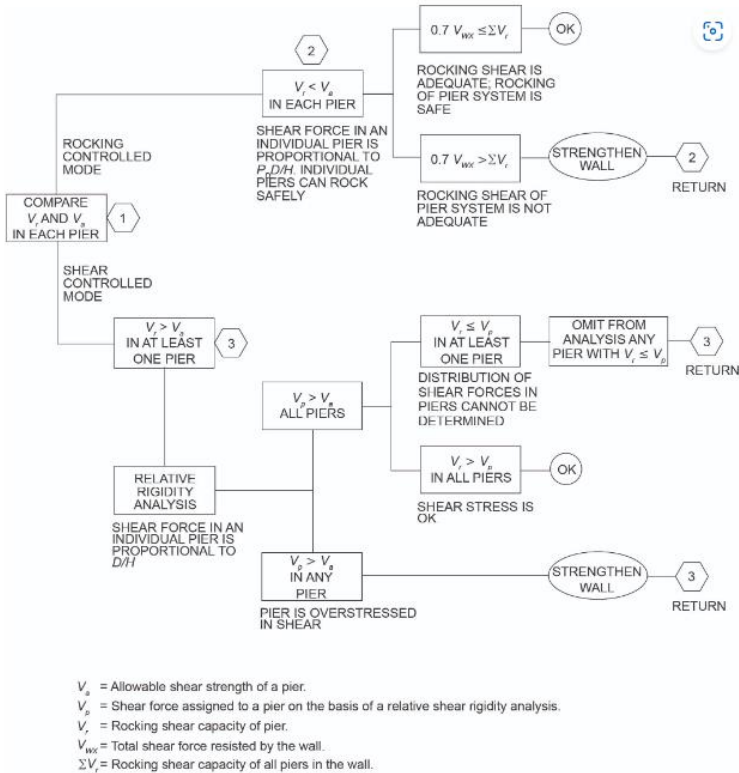 2
V_r < V_a
IN EACH PIER
SHEAR FORCE IN AN
INDIVIDUAL PIER IS
PROPORTIONAL TO
P_pD/H. INDIVIDUAL
PIERS CAN ROCK
SAFELY
0.7 V_wx ≤ΣV_r
OK
ROCKING SHEAR IS
ADEQUATE; ROCKING
OF PIER SYSTEM IS
SAFE
0.7 V_wx >ΣV_r
STRENGTHEN
WALL
2
RETURN
ROCKING SHEAR OF
PIER SYSTEM IS NOT
ADEQUATE
ROCKING
CONTROLLED
MODE
COMPARE
V_r AND V_a
IN EACH PIER
1
SHEAR
CONTROLLED
MODE
V_r > V_a
IN AT LEAST
ONE PIER
3
RELATIVE
RIGIDITY
ANALYSIS
SHEAR FORCE IN AN
INDIVIDUAL PIER IS
PROPORTIONAL TO
D/H
V_p > V_a
ALL PIERS
V_r ≤ V_p
IN AT LEAST
ONE PIER
OMIT FROM
ANALYSIS ANY
PIER WITH V_r ≤ V_p
3
RETURN
DISTRIBUTION OF
SHEAR FORCES IN
PIERS CANNOT BE
DETERMINED
V_r > V_p
IN ALL PIERS
OK
SHEAR STRESS IS
OK
V_p > V_a
IN ANY
PIER
PIER IS OVERSTRESSED
IN SHEAR
STRENGTHEN
WALL
3
RETURN
V_a = Allowable shear strength of a pier.
V_p = Shear force assigned to a pier on the basis of a relative shear rigidity analysis.
V_r = Rocking shear capacity of pier.
V_wx = Total shear force resisted by the wall.
ΣV_r = Rocking shear capacity of all piers in the wall.